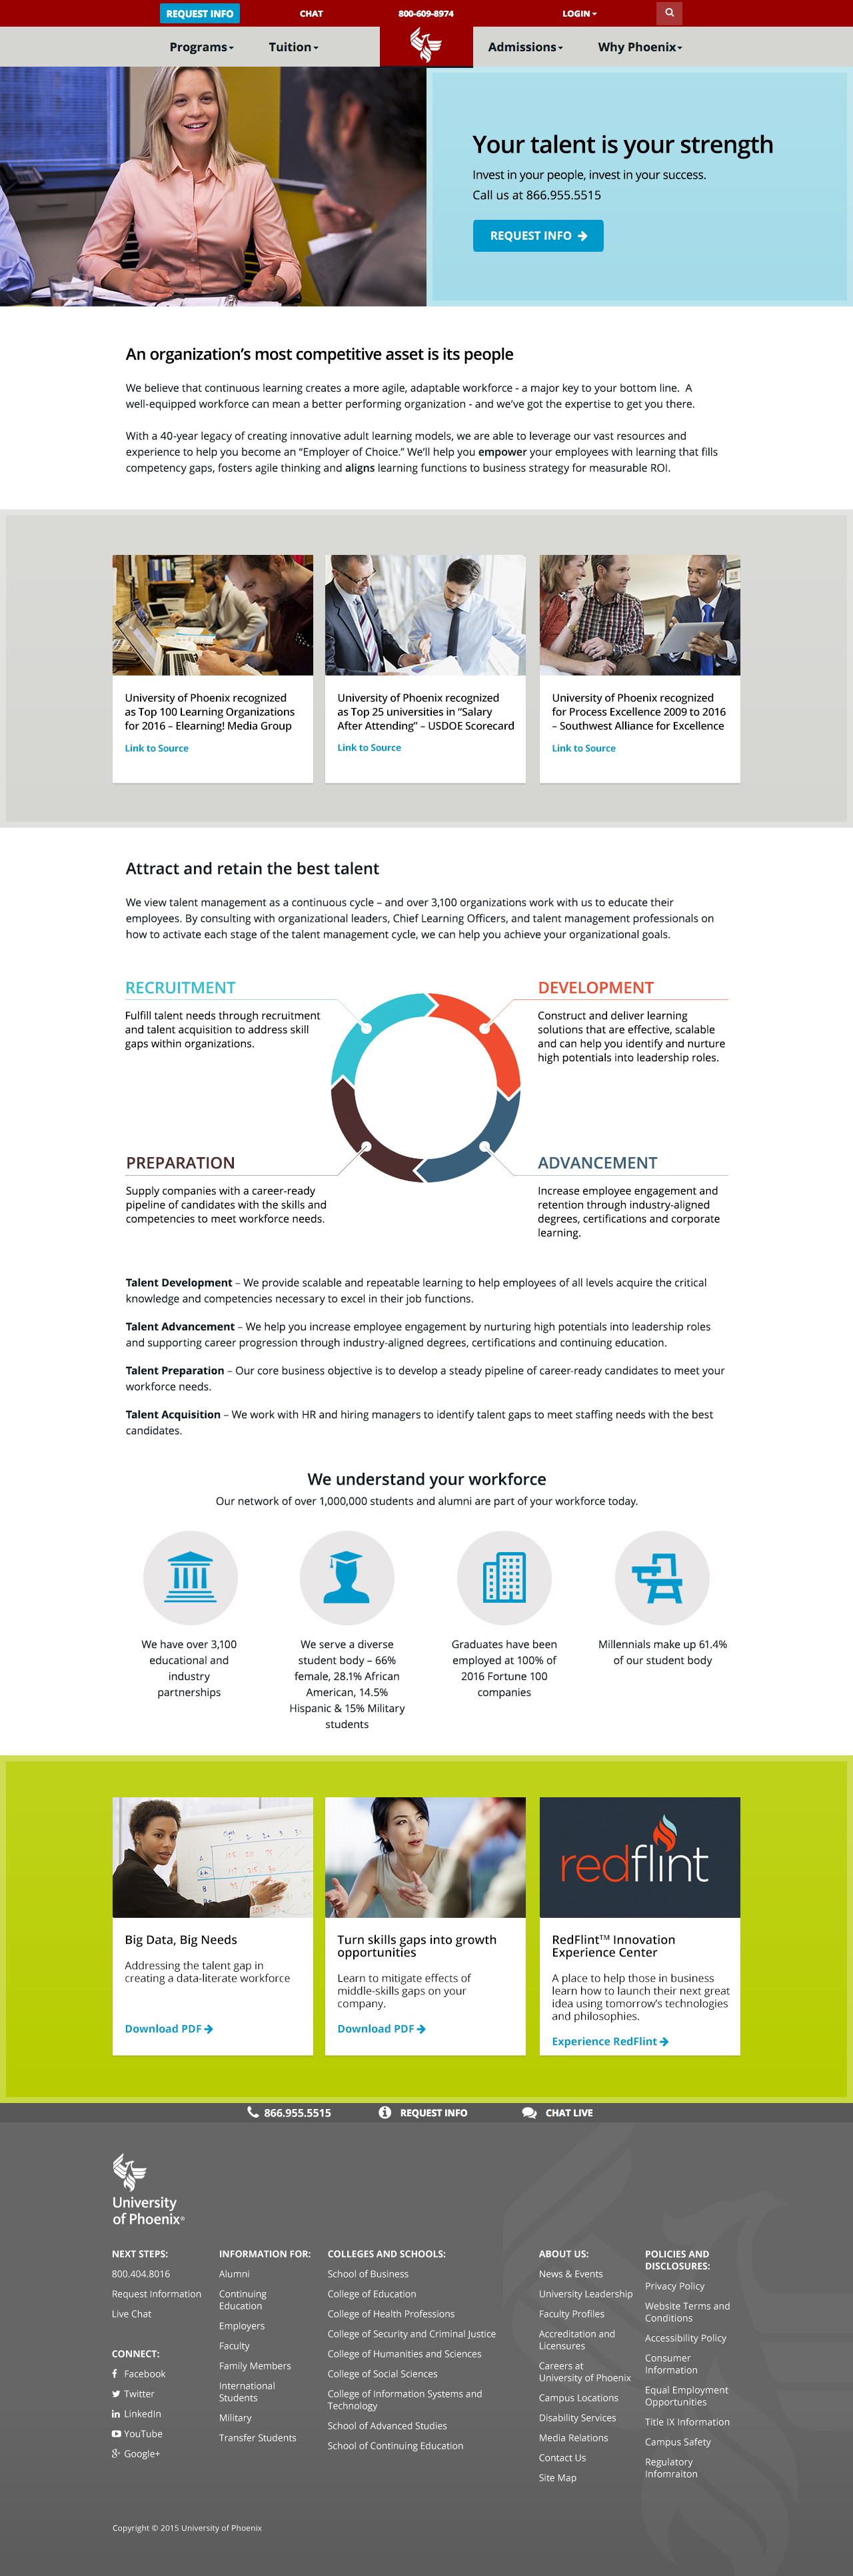 REQUEST INFO
CHAT
800-609-8974
LOGIN
Programs
Tuition
Admissions
Why Phoenix
Your talent is your strength
Invest in your people, invest in your success.
Call us at 866.955.5515
REQUEST INFO
An organization’s most competitive asset is its people
We believe that continuous learning creates a more agile, adaptable workforce - a major key to your bottom line. A
well-equipped workforce can mean a better performing organization - and we’ve got the expertise to get you there.
With a 40-year legacy of creating innovative adult learning models, we are able to leverage our vast resources and
experience to help you become an “Employer of Choice.” We’ll help you empower your employees with learning that fills
competency gaps, fosters agile thinking and aligns learning functions to business strategy for measurable ROI.
University of Phoenix recognized
as Top 100 Learning Organizations
for 2016 – Elearning! Media Group
Link to Source
University of Phoenix recognized
as Top 25 universities in “Salary
After Attending” – USDOE Scorecard
Link to Source
University of Phoenix recognized
for Process Excellence 2009 to 2016
– Southwest Alliance for Excellence
Link to Source
Attract and retain the best talent
We view talent management as a continuous cycle – and over 3,100 organizations work with us to educate their
employees. By consulting with organizational leaders, Chief Learning Officers, and talent management professionals on
how to activate each stage of the talent management cycle, we can help you achieve your organizational goals.
RECRUITMENT
Fulfill talent needs through recruitment
and talent acquisition to address skill
gaps within organizations.
DEVELOPMENT
Construct and deliver learning
solutions that are effective, scalable
and can help you identify and nurture
high potentials into leadership roles.
PREPARATION
Supply companies with a career-ready
pipeline of candidates with the skills and
competencies to meet workforce needs.
ADVANCEMENT
Increase employee engagement and
retention through industry-aligned
degrees, certifications and corporate
learning.
Talent Development – We provide scalable and repeatable learning to help employees of all levels acquire the critical
knowledge and competencies necessary to excel in their job functions.
Talent Advancement – We help you increase employee engagement by nurturing high potentials into leadership roles
and supporting career progression through industry-aligned degrees, certifications and continuing education.
Talent Preparation – Our core business objective is to develop a steady pipeline of career-ready candidates to meet your
workforce needs.
Talent Acquisition – We work with HR and hiring managers to identify talent gaps to meet staffing needs with the best
candidates.
We understand your workforce
Our network of over 1,000,000 students and alumni are part of your workforce today.
We have over 3,100
educational and
industry
partnerships
We serve a diverse
student body – 66%
female, 28.1% African
American, 14.5%
Hispanic & 15% Military
students
Graduates have been
employed at 100% of
2016 Fortune 100
companies
Millennials make up 61.4%
of our student body
Big Data, Big Needs
Addressing the talent gap in
creating a data-literate workforce
Download PDF
Turn skills gaps into growth
opportunities
Learn to mitigate effects of
middle-skills gaps on your
company.
Download PDF
redflint
RedFlint™ Innovation
Experience Center
A place to help those in business
learn how to launch their next great
idea using tomorrow’s technologies
and philosophies.
Experience RedFlint
866.955.5515
REQUEST INFO
CHAT LIVE
University
of Phoenix®
NEXT STEPS:
800.404.8016
Request Information
Live Chat
CONNECT:
Facebook
Twitter
LinkedIn
YouTube
Google+
INFORMATION FOR:
Alumni
Continuing
Education
Employers
Faculty
Family Members
International
Students
Military
Transfer Students
COLLEGES AND SCHOOLS:
School of Business
College of Education
College of Health Professions
College of Security and Criminal Justice
College of Humanities and Sciences
College of Social Sciences
College of Information Systems and
Technology
School of Advanced Studies
School of Continuing Education
ABOUT US:
News & Events
University Leadership
Faculty Profiles
Accreditation and
Licensures
Careers at
University of Phoenix
Campus Locations
Disability Services
Media Relations
Contact Us
Site Map
POLICIES AND
DISCLOSURES:
Privacy Policy
Website Terms and
Conditions
Accessibility Policy
Consumer
Information
Equal Employment
Opportunities
Title IX Information
Campus Safety
Regulatory
Infomraiton
Copyright © 2015 University of Phoenix